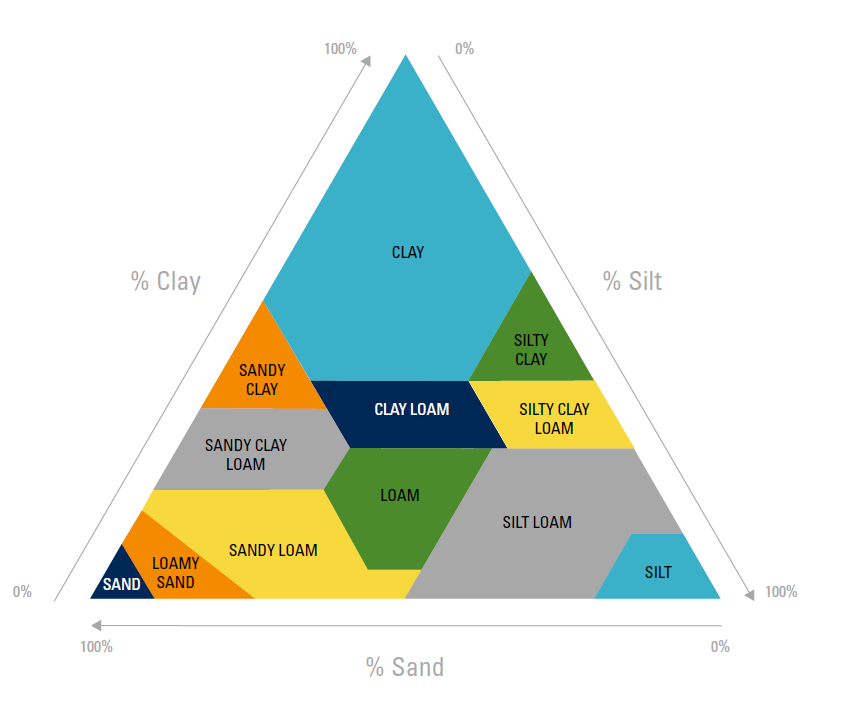 100%
0%
CLAY
% Clay
% Silt
SILTY
CLAY
SANDY
CLAY
CLAY LOAM
SILTY CLAY
LOAM
SANDY CLAY
LOAM
LOAM
SILT LOAM
SANDY LOAM
LOAMY
SAND
SAND
SILT
0%
100%
100%
0%
% Sand